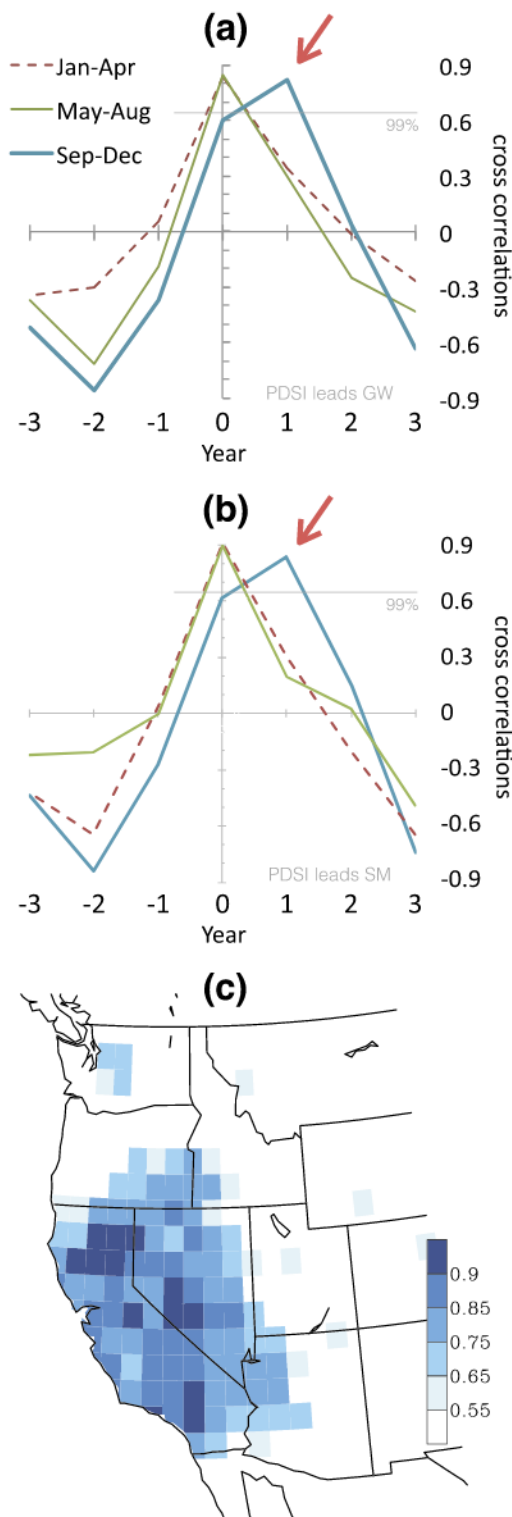 (a)
Jan-Apr
May-Aug
Sep-Dec
0.9
0.6
0.3
0
-0.3
-0.6
-0.9
99%
cross correlations
PDSI leads GW
-3 -2 -1 0 1 2 3
Year
(b)
0.9
0.6
0.3
0
-0.3
-0.6
-0.9
99%
cross correlations
PDSI leads SM
-3 -2 -1 0 1 2 3
Year
(c)
0.9
0.85
0.75
0.65
0.55